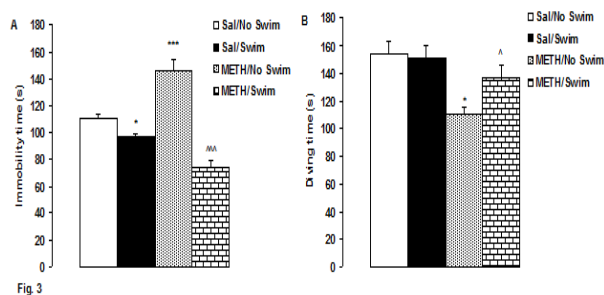 A
Immobility time (s)
180
160
140
120
100
80
60
40
20
0
*
***
^^^
Sal/No Swim
Sal/Swim
METH/No Swim
METH/Swim
B
Diving time (s)
180
160
140
120
100
80
60
40
20
0
*
^
Sal/No Swim
Sal/Swim
METH/No Swim
METH/Swim
Fig. 3